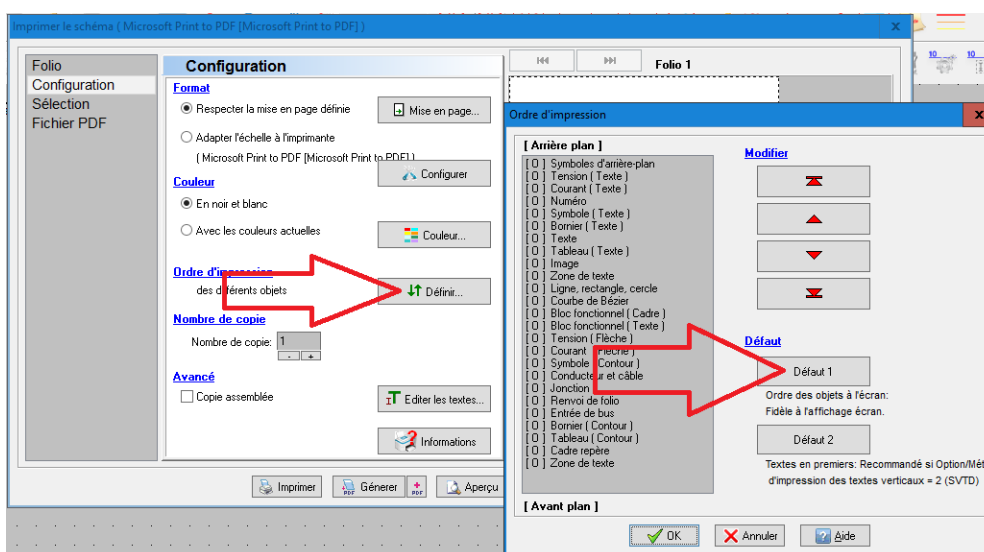 Imprimer le schéma ( Microsoft Print to PDF [Microsoft Print to PDF] )
Folio
Configuration
Sélection
Fichier PDF
Configuration
Format
Respecter la mise en page définie
Mise en page...
Adapter l'échelle à l'imprimante
( Microsoft Print to PDF [Microsoft Print to PDF] )
Configurer
Couleur
En noir et blanc
Avec les couleurs actuelles
Couleur...
Ordre d'impression
des différents objets
Définir...
Nombre de copie
Nombre de copie:
1
- +
Avancé
Copie assemblée
Editer les textes...
Informations
Imprimer
PDF
Génerer
+
PDF
Aperçu
Folio 1
10
10
Ordre d'impression
x
[ Arrière plan ]
[ 0 ] Symboles d'arrière-plan
[ 0 ] Tension ( Texte )
[ 0 ] Courant ( Texte )
[ 0 ] Numéro
[ 0 ] Symbole ( Texte )
[ 0 ] Bornier ( Texte )
[ 0 ] Texte
[ 0 ] Tableau ( Texte )
[ 0 ] Image
[ 0 ] Zone de texte
[ 0 ] Ligne, rectangle, cercle
[ 0 ] Courbe de Bézier
[ 0 ] Bloc fonctionnel ( Cadre )
[ 0 ] Bloc fonctionnel ( Texte )
[ 0 ] Tension ( Flèche )
[ 0 ] Courant ( Flèche )
[ 0 ] Symbole ( Contour )
[ 0 ] Conducteur et câble
[ 0 ] Jonction
[ 0 ] Renvoi de folio
[ 0 ] Entrée de bus
[ 0 ] Bornier ( Contour )
[ 0 ] Tableau ( Contour )
[ 0 ] Cadre repère
[ 0 ] Zone de texte
[ Avant plan ]
Modifier
Défaut
Défaut 1
Ordre des objets à l'écran:
Fidèle à l'affichage écran.
Défaut 2
Textes en premiers: Recommandé si Option/Mét
d'impression des textes verticaux = 2 (SVTD)
OK
Annuler
Aide